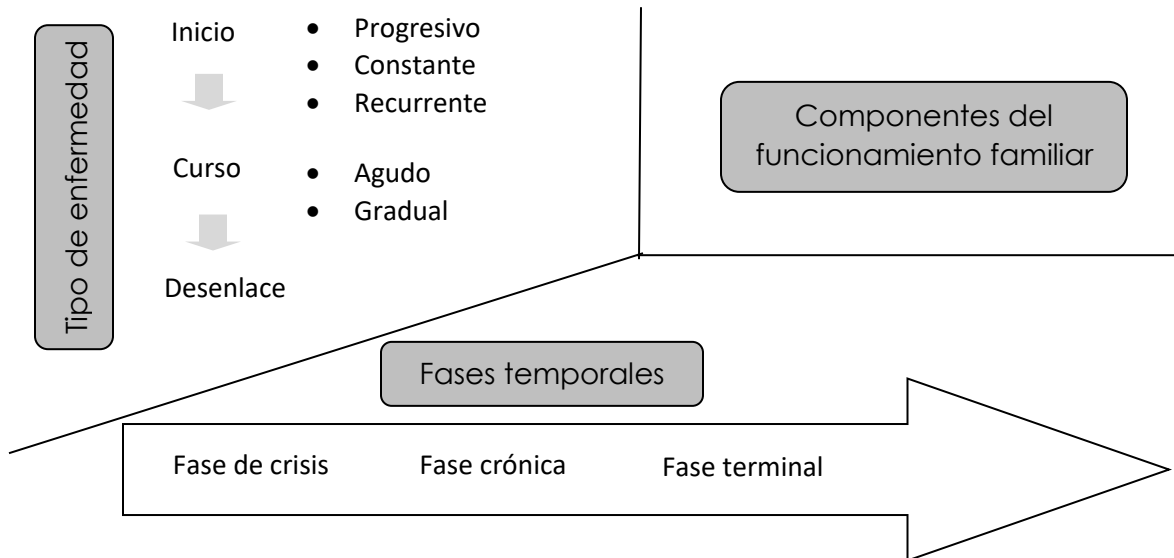 Tipo de enfermedad
Inicio
• Progresivo
• Constante
• Recurrente
Curso
• Agudo
• Gradual
Desenlace
Componentes del
funcionamiento familiar
Fases temporales
Fase de crisis
Fase crónica
Fase terminal